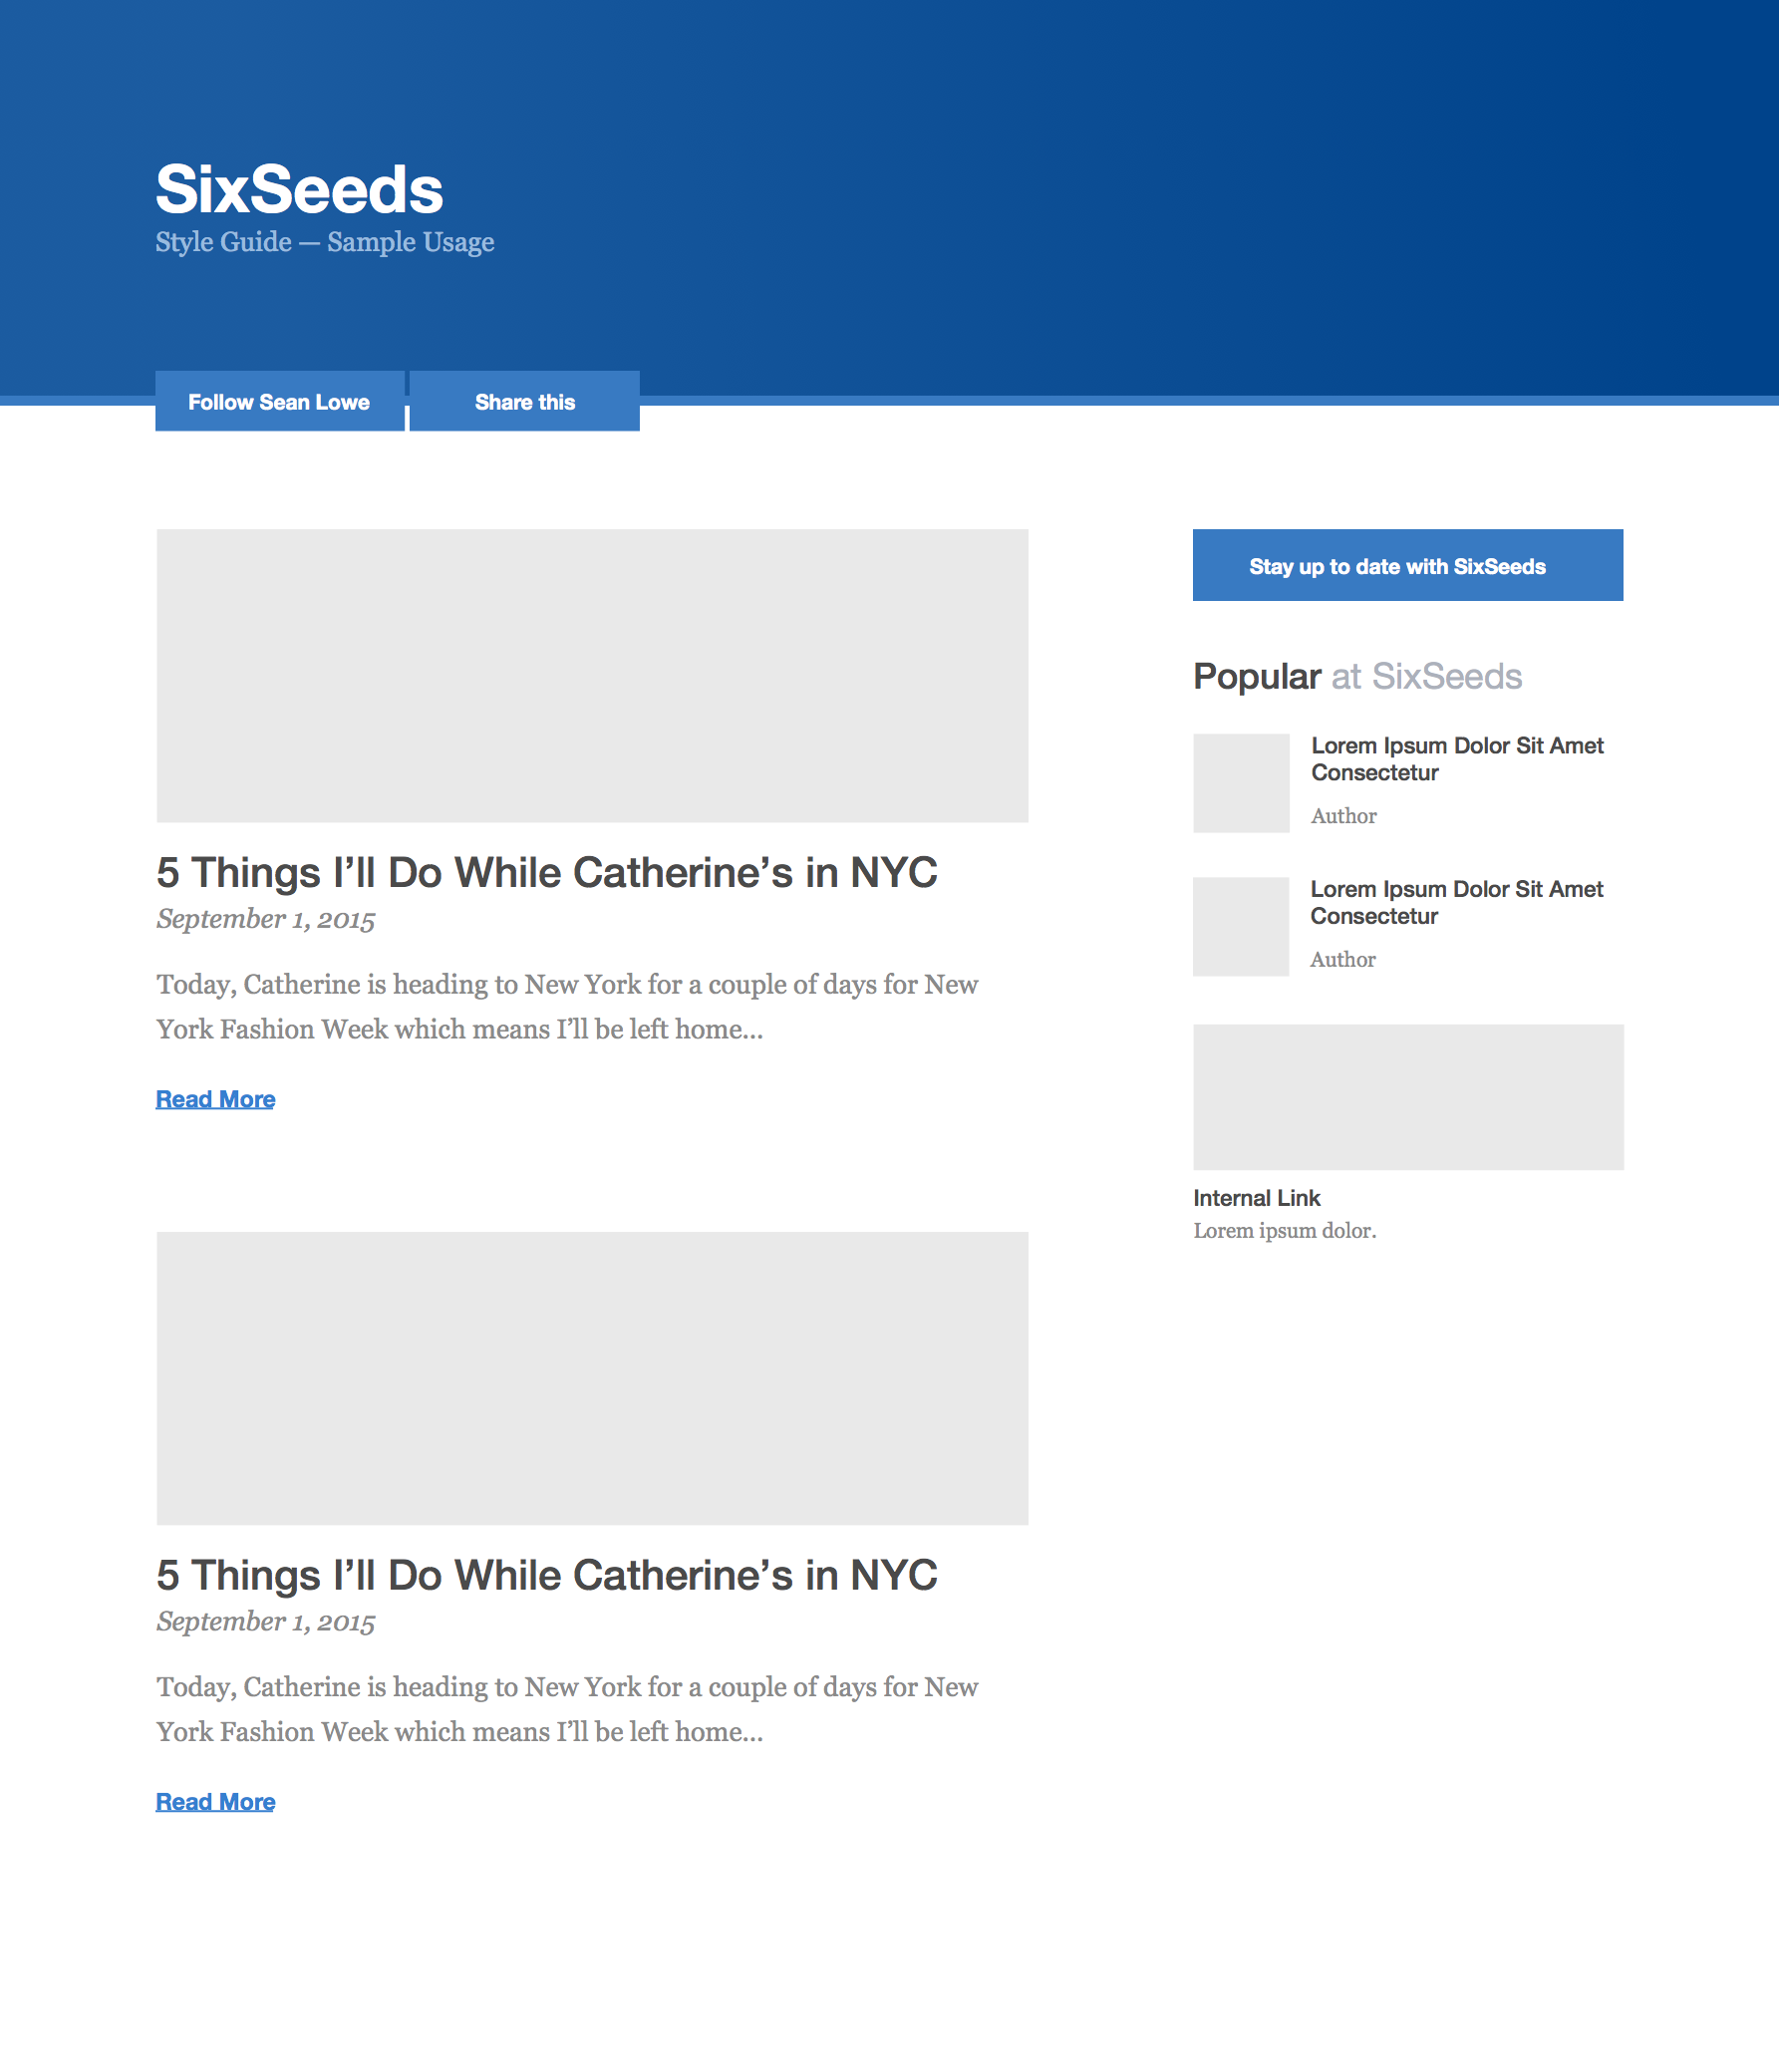 SixSeeds
Style Guide — Sample Usage
Follow Sean Lowe
Share this
5 Things I’ll Do While Catherine’s in NYC
September 1, 2015
Today, Catherine is heading to New York for a couple of days for New
York Fashion Week which means I’ll be left home...
Read More
5 Things I’ll Do While Catherine’s in NYC
September 1, 2015
Today, Catherine is heading to New York for a couple of days for New
York Fashion Week which means I’ll be left home...
Read More
Stay up to date with SixSeeds
Popular at SixSeeds
Lorem Ipsum Dolor Sit Amet
Consectetur
Author
Lorem Ipsum Dolor Sit Amet
Consectetur
Author
Internal Link
Lorem ipsum dolor.